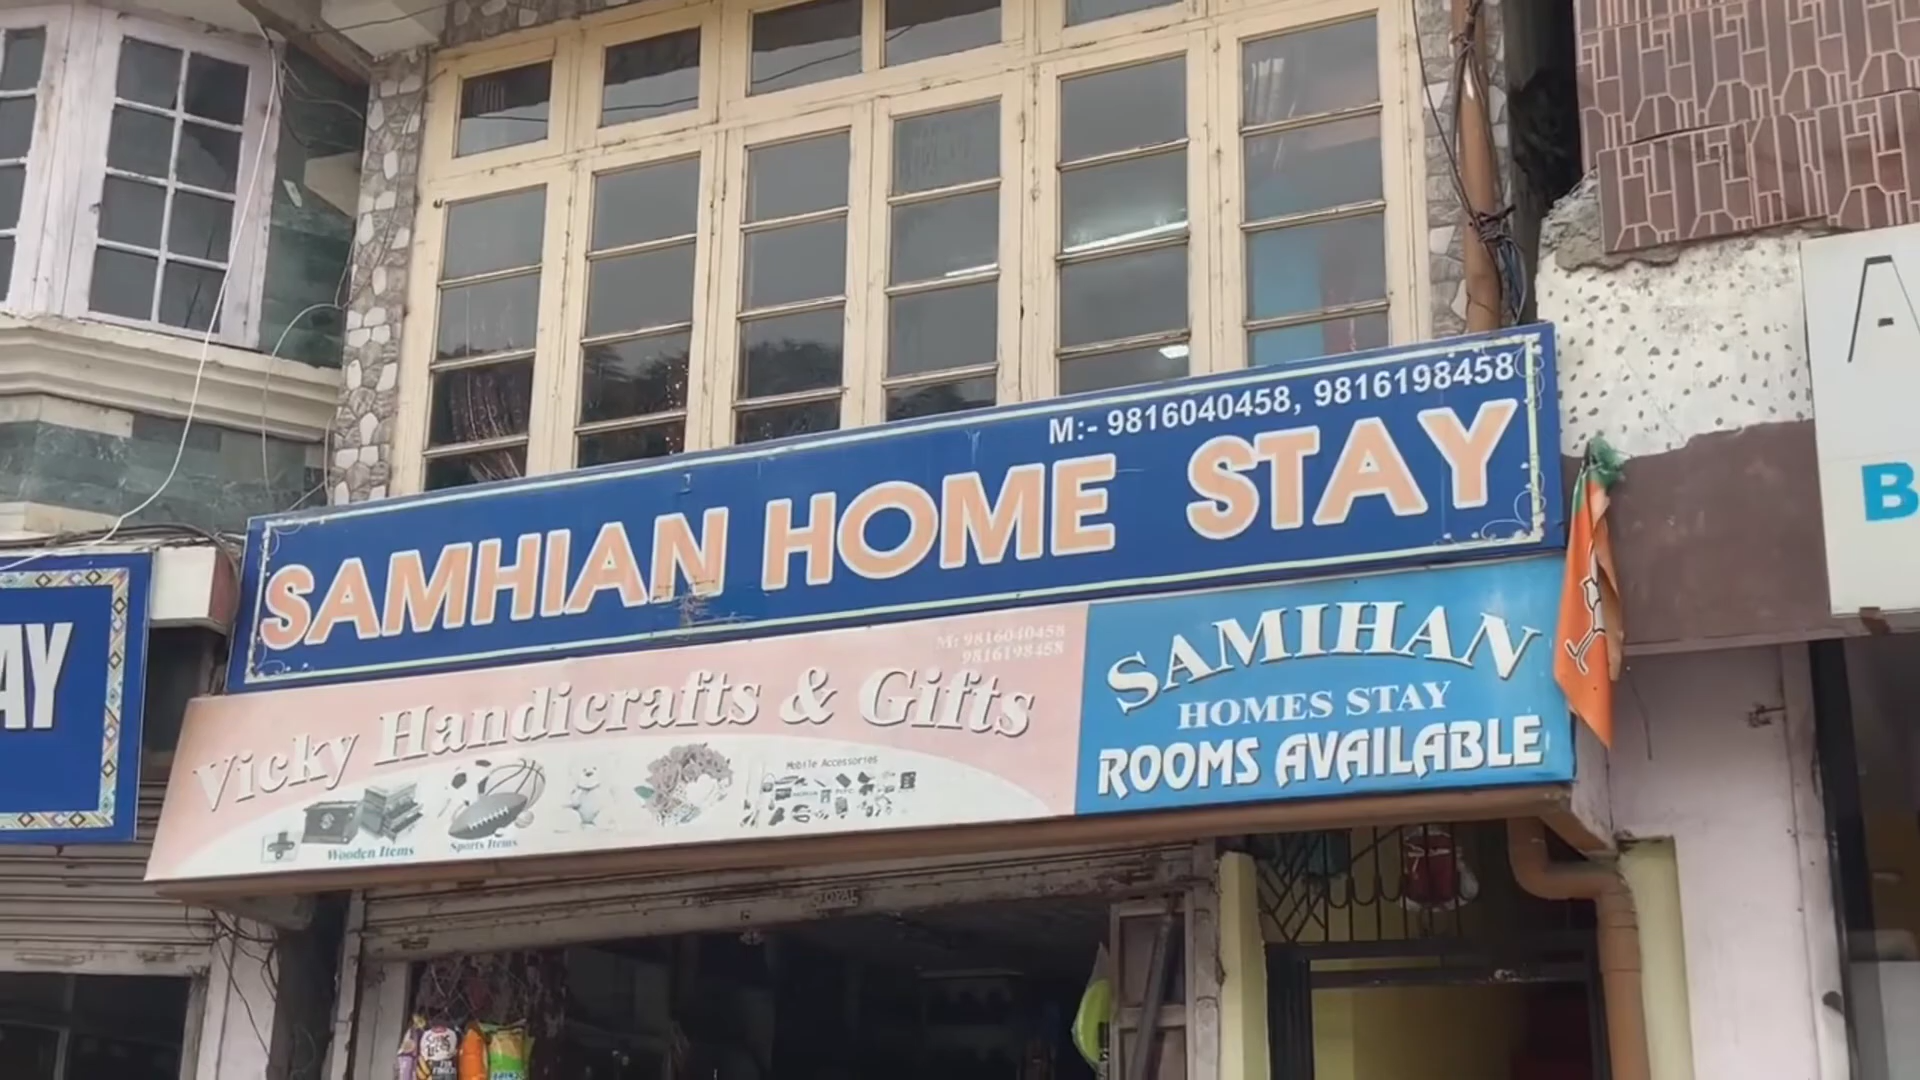 M:- 9816040458, 9816198458
SAMHIAN HOME STAY
M: 9816040458
9816198458
Vicky Handicrafts & Gifts
Mobile Accessories
Wooden Items
Sports Items
SAMIHAN
HOMES STAY
ROOMS AVAILABLE
AY
A
B